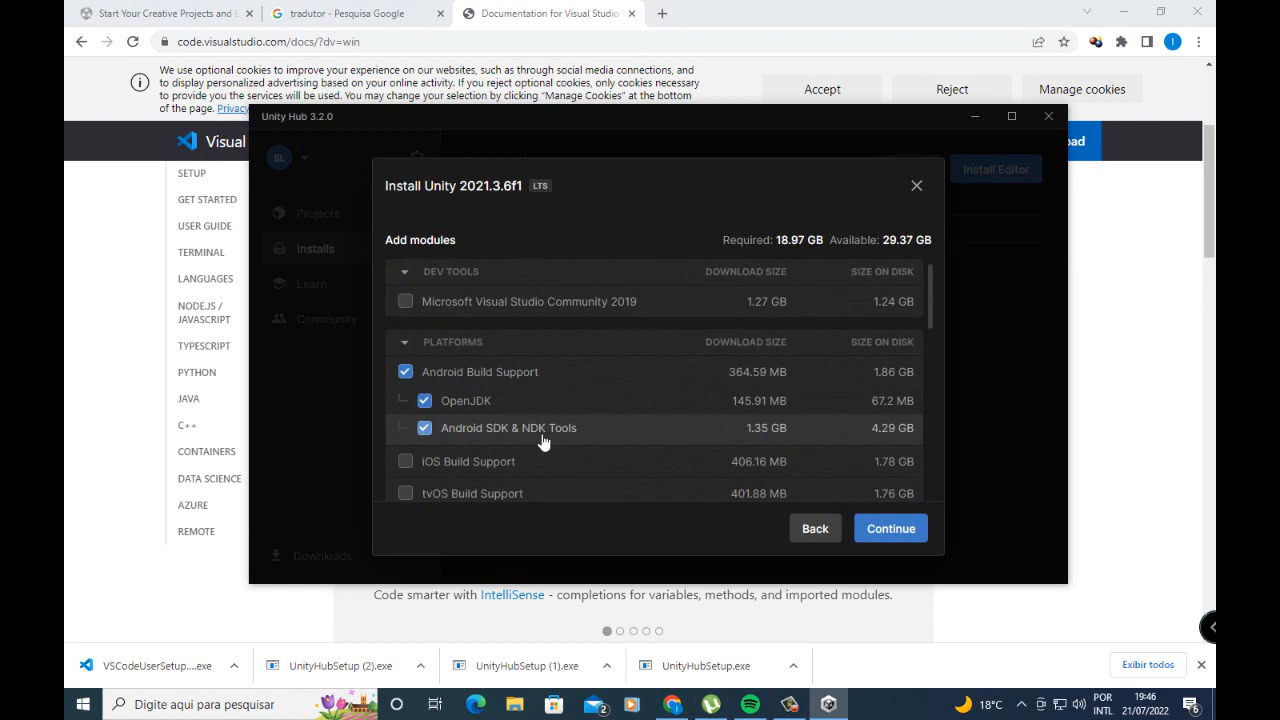 Start Your Creative Projects and
tradutor - Pesquisa Google
Documentation for Visual Studio
code.visualstudio.com/docs/?dv=win
I
We use optional cookies to improve your experience on our websites, such as through social media connections, and
to display personalized advertising based on your online activity. If you reject optional cookies, only cookies necessary
to provide you the services will be used. You may change your selection by clicking "Manage Cookies" at the bottom
of the page. Privacy
Accept
Reject
Manage cookies
Unity Hub 3.2.0
Visual
SL
Install Editor
Projects
Installs
Learn
Community
Downloads
SETUP
GET STARTED
USER GUIDE
TERMINAL
LANGUAGES
NODE.JS /
JAVASCRIPT
TYPESCRIPT
PYTHON
JAVA
C++
CONTAINERS
DATA SCIENCE
AZURE
REMOTE
Install Unity 2021.3.6f1 LTS
Add modules
Required: 18.97 GB Available: 29.37 GB
DEV TOOLS DOWNLOAD SIZE SIZE ON DISK
Microsoft Visual Studio Community 2019 1.27 GB 1.24 GB
PLATFORMS DOWNLOAD SIZE SIZE ON DISK
Android Build Support 364.59 MB 1.86 GB
OpenJDK 145.91 MB 67.2 MB
Android SDK & NDK Tools 1.35 GB 4.29 GB
iOS Build Support 406.16 MB 1.78 GB
tvOS Build Support 401.88 MB 1.76 GB
Back
Continue
Code smarter with IntelliSense - completions for variables, methods, and imported modules.
VSCodeUserSetup....exe
UnityHubSetup (2).exe
UnityHubSetup (1).exe
UnityHubSetup.exe
Exibir todos
Digite aqui para pesquisar
2
18°C
POR
INTL
19:46
21/07/2022
6